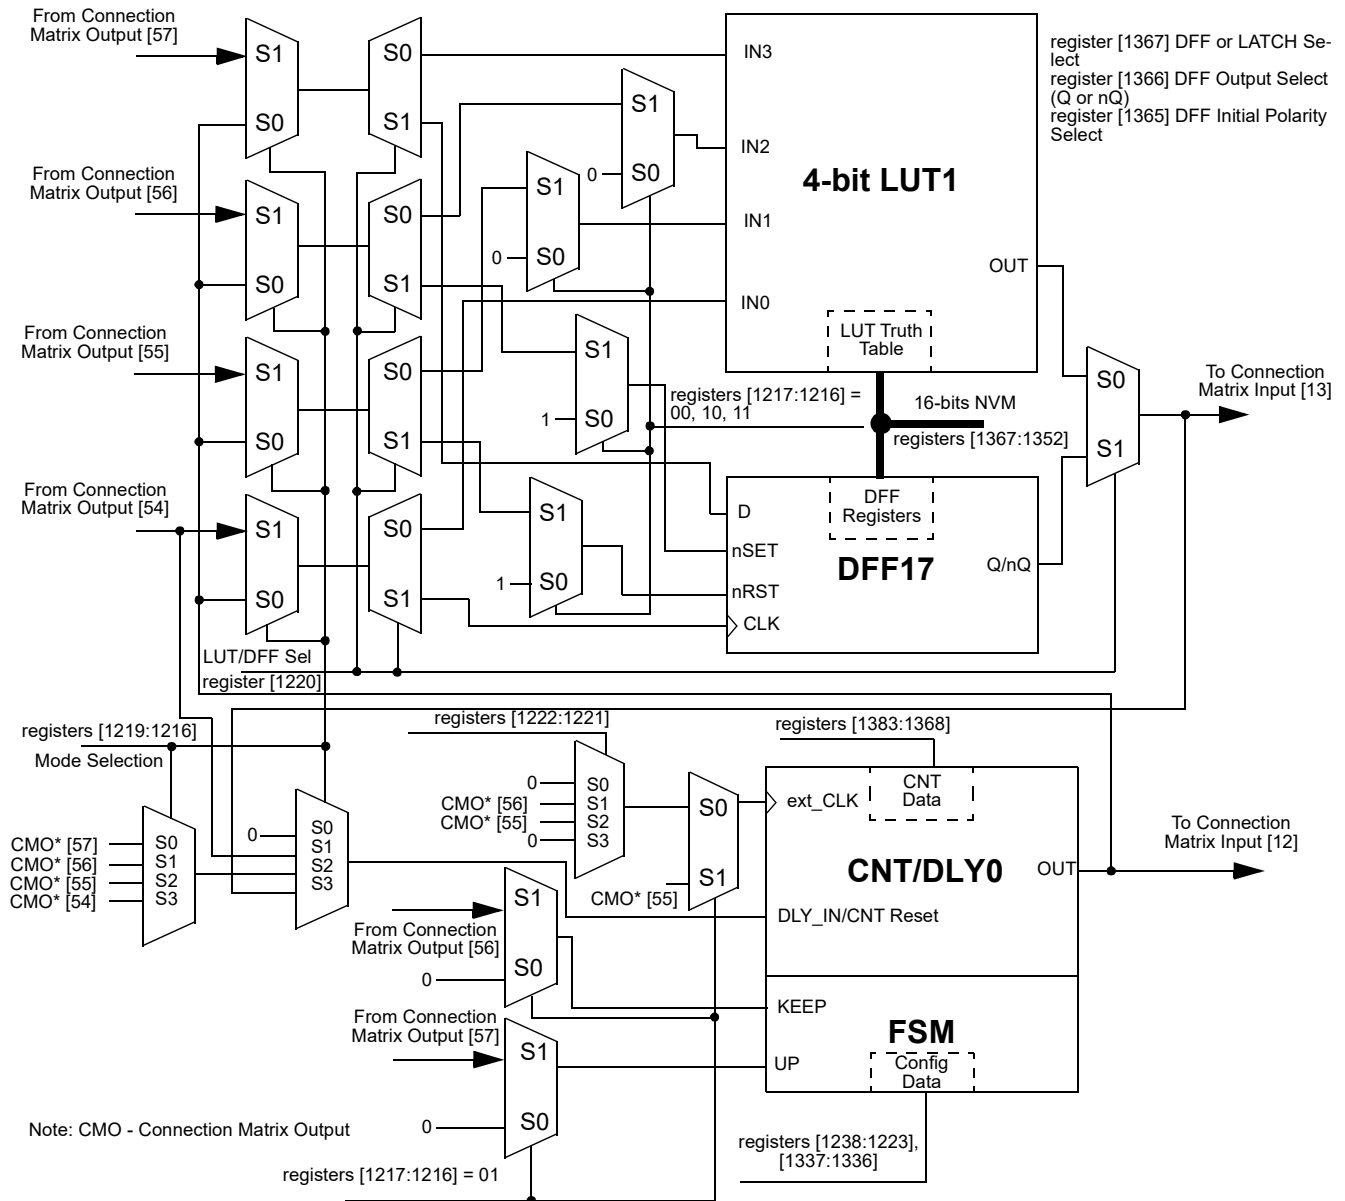 From Connection
Matrix Output [57]
S1
S0
S0
S1
From Connection
Matrix Output [56]
S1
S0
S0
S1
From Connection
Matrix Output [55]
S1
S0
S0
S1
From Connection
Matrix Output [54]
S1
S0
S0
S1
S1
0
S0
S1
0
S0
S1
1
S0
S1
1
S0
IN3
IN2
IN1
IN0
4-bit LUT1
OUT
LUT Truth
Table
register [1367] DFF or LATCH Se-
lect
register [1366] DFF Output Select
(Q or nQ)
register [1365] DFF Initial Polarity
Select
registers [1217:1216] =
00, 10, 11
16-bits NVM
registers [1367:1352]
DFF
Registers
D
nSET
nRST
CLK
DFF17
Q/nQ
S0
S1
To Connection
Matrix Input [13]
LUT/DFF Sel
register [1220]
registers [1219:1216]
Mode Selection
CMO* [57]
CMO* [56]
CMO* [55]
CMO* [54]
S0
S1
S2
S3
0
S0
S1
S2
S3
registers [1222:1221]
0
CMO* [56]
CMO* [55]
0
S0
S1
S2
S3
S0
S1
CMO* [55]
registers [1383:1368]
ext_CLK
CNT
Data
CNT/DLY0
OUT
DLY_IN/CNT Reset
To Connection
Matrix Input [12]
From Connection
Matrix Output [56]
0
S1
S0
KEEP
FSM
UP
Config
Data
From Connection
Matrix Output [57]
0
S1
S0
Note: CMO - Connection Matrix Output
registers [1217:1216] = 01
registers [1238:1223],
[1337:1336]